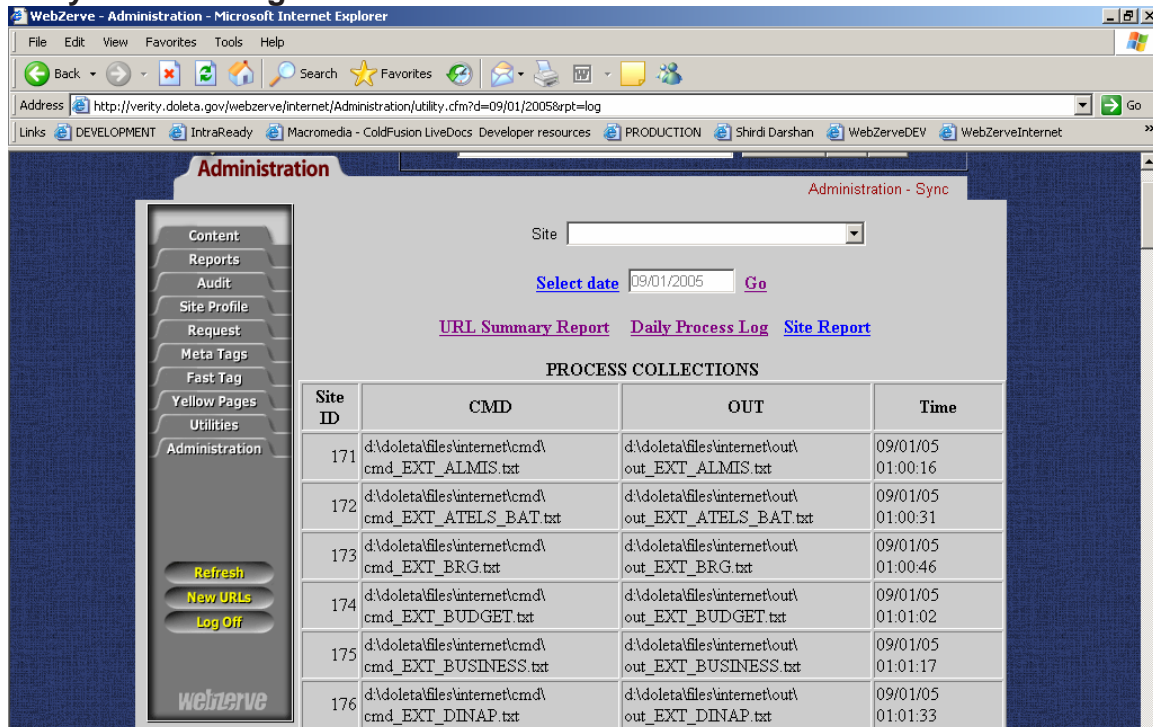 WebZerve - Administration - Microsoft Internet Explorer
File Edit View Favorites Tools Help
Back Search Favorites
Address http://verity.doleta.gov/webzerve/internet/Administration/utility.cfm?d=09/01/2005&rpt=log Go
Links DEVELOPMENT IntraReady Macromedia - ColdFusion LiveDocs Developer resources PRODUCTION Shirdi Darshan WebZerveDEV WebZerveInternet »
Administration
Administration - Sync
Content
Reports
Audit
Site Profile
Request
Meta Tags
Fast Tag
Yellow Pages
Utilities
Administration
Refresh
New URLs
Log Off
webzerve
Site
Select date 09/01/2005 Go
URL Summary Report Daily Process Log Site Report
PROCESS COLLECTIONS
Site ID CMD OUT Time
171 d:\doleta\files\internet\cmd\ d:\doleta\files\internet\out\ 09/01/05
cmd_EXT_ALMIS.txt out_EXT_ALMIS.txt 01:00:16
172 d:\doleta\files\internet\cmd\ d:\doleta\files\internet\out\ 09/01/05
cmd_EXT_ATELS_BAT.txt out_EXT_ATELS_BAT.txt 01:00:31
173 d:\doleta\files\internet\cmd\ d:\doleta\files\internet\out\ 09/01/05
cmd_EXT_BRG.txt out_EXT_BRG.txt 01:00:46
174 d:\doleta\files\internet\cmd\ d:\doleta\files\internet\out\ 09/01/05
cmd_EXT_BUDGET.txt out_EXT_BUDGET.txt 01:01:02
175 d:\doleta\files\internet\cmd\ d:\doleta\files\internet\out\ 09/01/05
cmd_EXT_BUSINESS.txt out_EXT_BUSINESS.txt 01:01:17
176 d:\doleta\files\internet\cmd\ d:\doleta\files\internet\out\ 09/01/05
cmd_EXT_DINAP.txt out_EXT_DINAP.txt 01:01:33